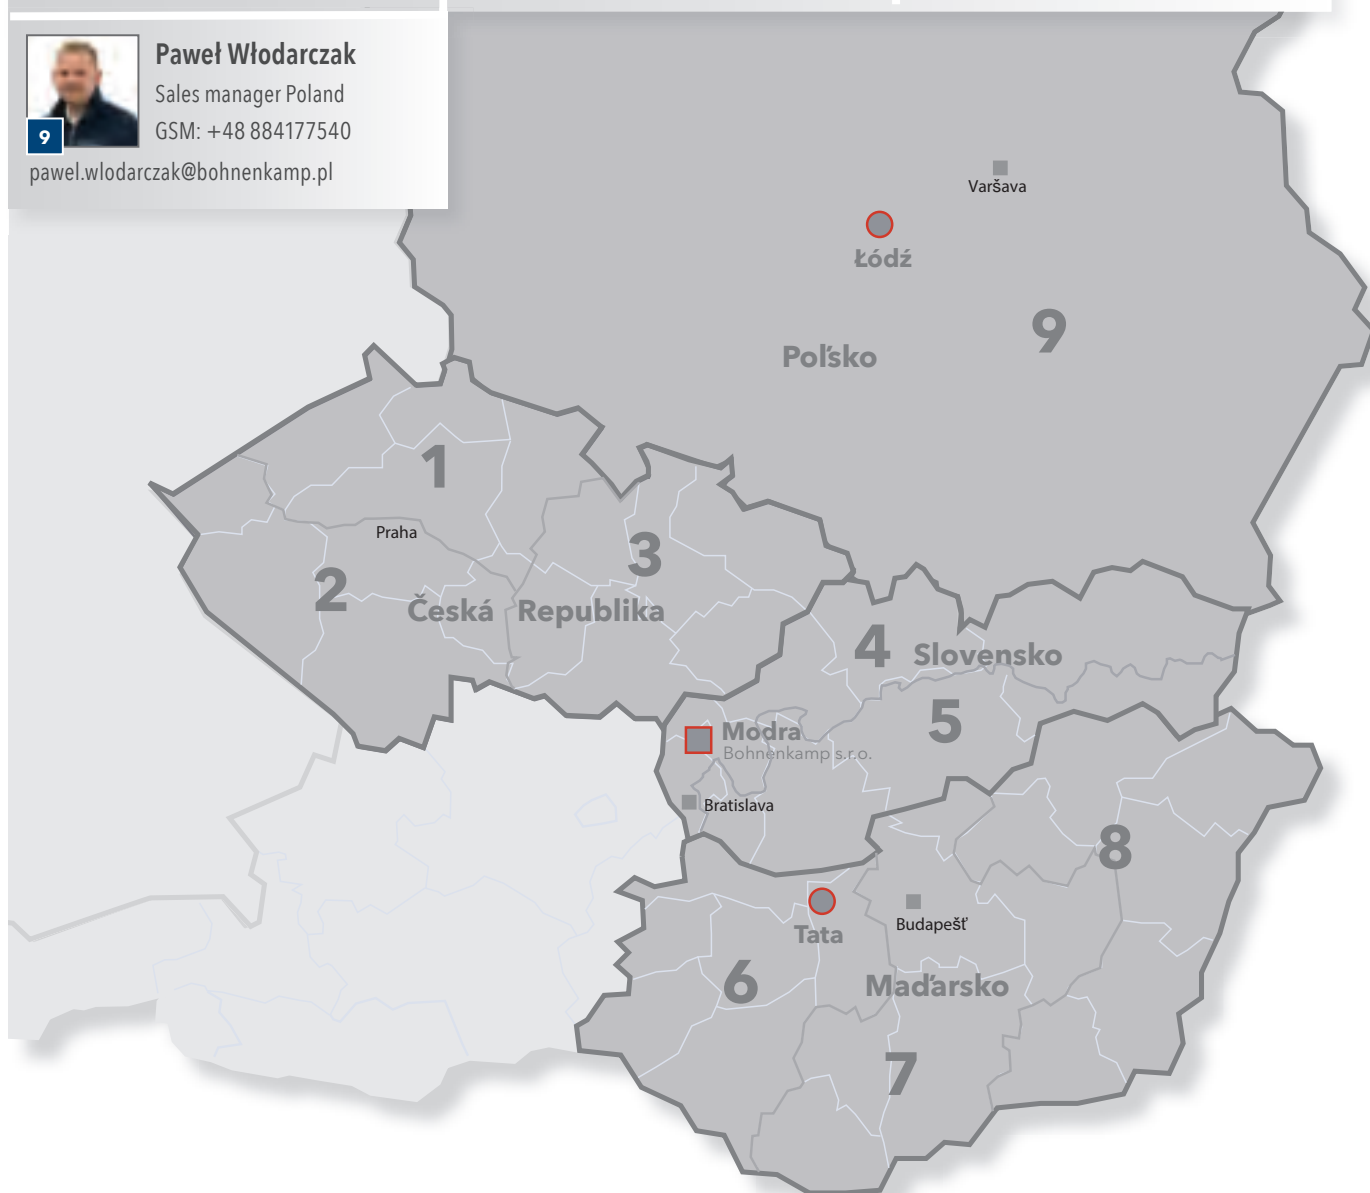 Paweł Włodarczak
Sales manager Poland
GSM: +48 884177540
9
pawel.wlodarczak@bohnenkamp.pl
Varšava
Łódź
9
Poľsko
1
Praha
3
2
Česká Republika
4
Slovensko
5
Modra
Bohnenkamp s.r.o.
Bratislava
8
Tata
Budapešť
6
Maďarsko
7